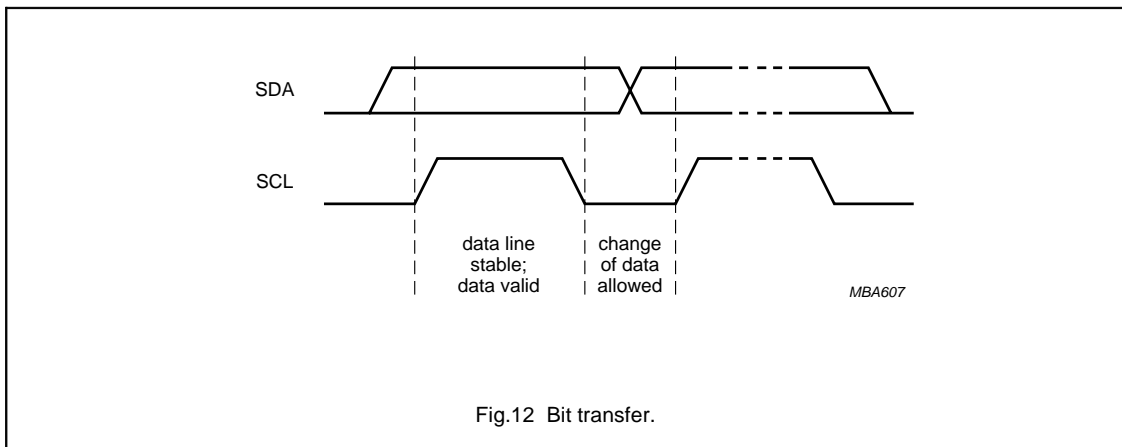 SDA
SCL
data line
stable;
data valid
change
of data
allowed
MBA607
Fig.12 Bit transfer.